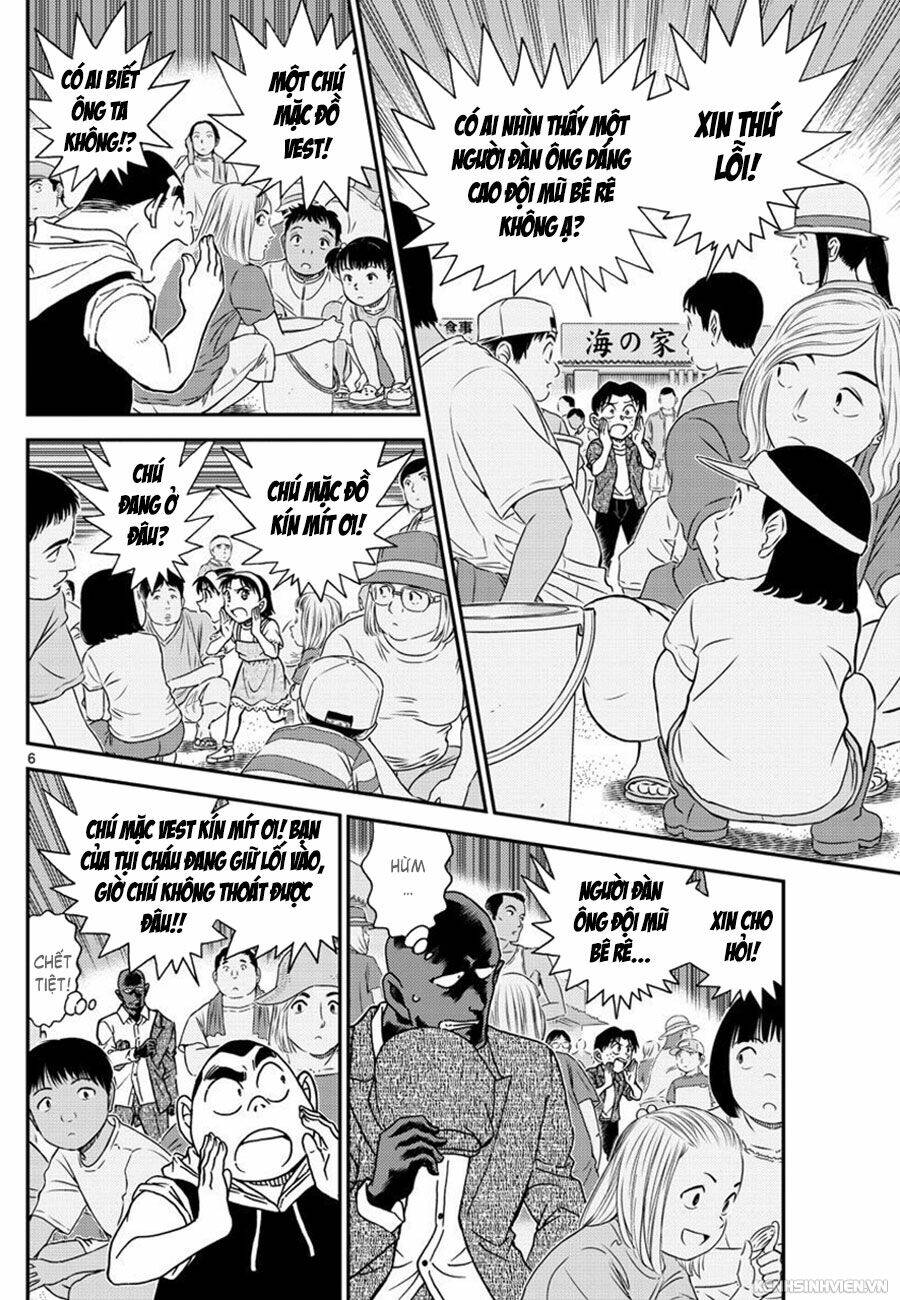 XIN THỨ
LỖI!
CÓ AI NHÌN THẤY MỘT
NGƯỜI ĐÀN ÔNG DÁNG
CAO ĐỘI MŨ BÊ RÊ
KHÔNG Ạ?
食事
海の家
MỘT CHÚ
MẶC ĐỒ
VEST!
CÓ AI BIẾT
ÔNG TA
KHÔNG!?
CHÚ MẶC ĐỒ
KÍN MÍT ƠI!
CHÚ
ĐANG Ở
ĐÂU?
6
XIN CHO
HỎI!
NGƯỜI ĐÀN
ÔNG ĐỘI MŨ
BÊ RÊ...
HỪM
...
CHÚ MẶC VEST KÍN MÍT ƠI! BẠN
CỦA TỤI CHÁU ĐANG GIỮ LỐI VÀO,
GIỜ CHÚ KHÔNG THOÁT ĐƯỢC
ĐÂU!!
CHẾT
TIỆT!
KENHSINHVIEN.VN